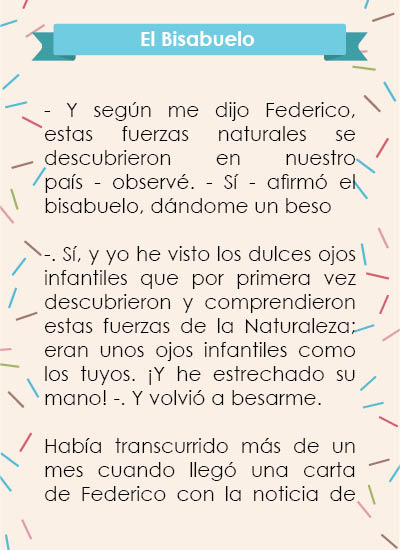 El Bisabuelo
- Y según me dijo Federico,
estas fuerzas naturales se
descubrieron en nuestro
país - observé. - Sí - afirmó el
bisabuelo, dándome un beso
-. Sí, y yo he visto los dulces ojos
infantiles que por primera vez
descubrieron y comprendieron
estas fuerzas de la Naturaleza;
eran unos ojos infantiles como
los tuyos. ¡Y he estrechado su
mano! -. Y volvió a besarme.
Había transcurrido más de un
mes cuando llegó una carta
de Federico con la noticia de